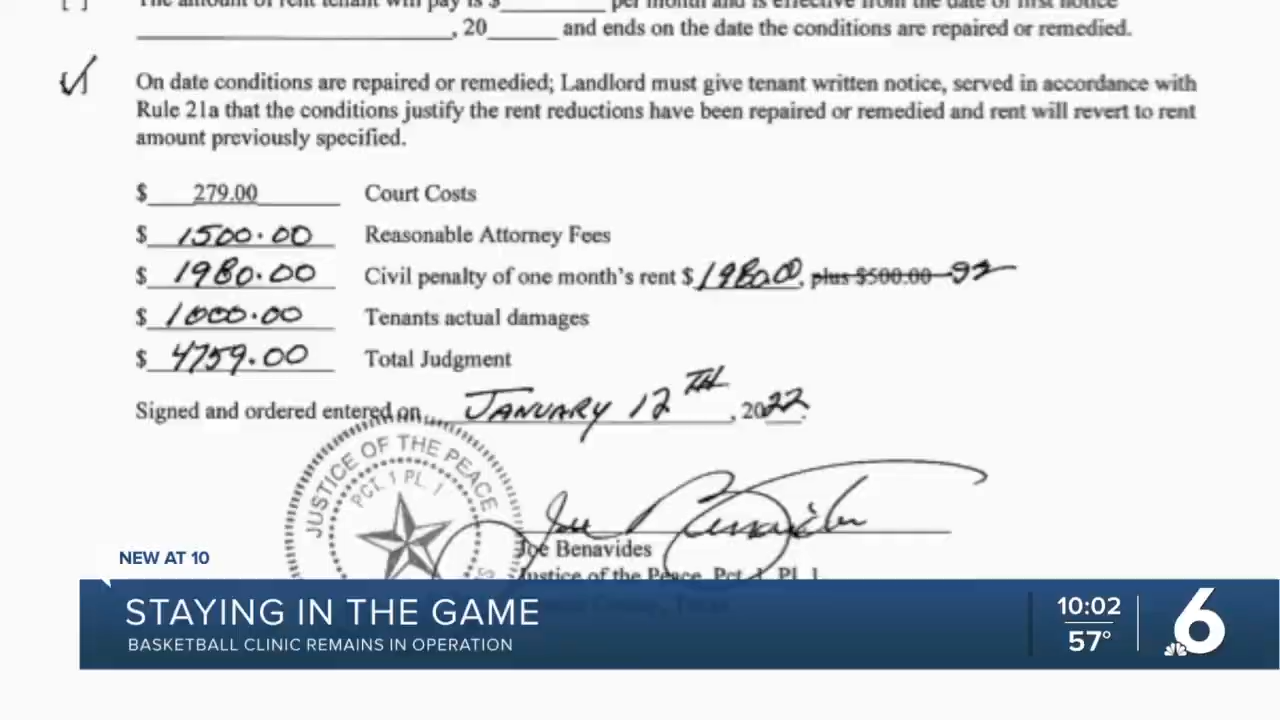 [ ] The amount of rent tenant will pay is $ per month and is effective from the date of first notice
, 20 and ends on the date the conditions are repaired or remedied.
On date conditions are repaired or remedied; Landlord must give tenant written notice, served in accordance with
Rule 21a that the conditions justify the rent reductions have been repaired or remedied and rent will revert to rent
amount previously specified.
$ 279.00 Court Costs
$ 1500.00 Reasonable Attorney Fees
$ 1980.00 Civil penalty of one month's rent $ 1980.00, plus $500.00
$ 1000.00 Tenants actual damages
$ 4759.00 Total Judgment
Signed and ordered entered on JANUARY 12TH, 2022.
JUSTICE OF THE PEACE
PCT. 1 PL. 1
Joe Benavides
Joe Benavides
Justice of the Peace, Pct. 1, Pl. 1
NEW AT 10
STAYING IN THE GAME
BASKETBALL CLINIC REMAINS IN OPERATION
10:02
57°
6